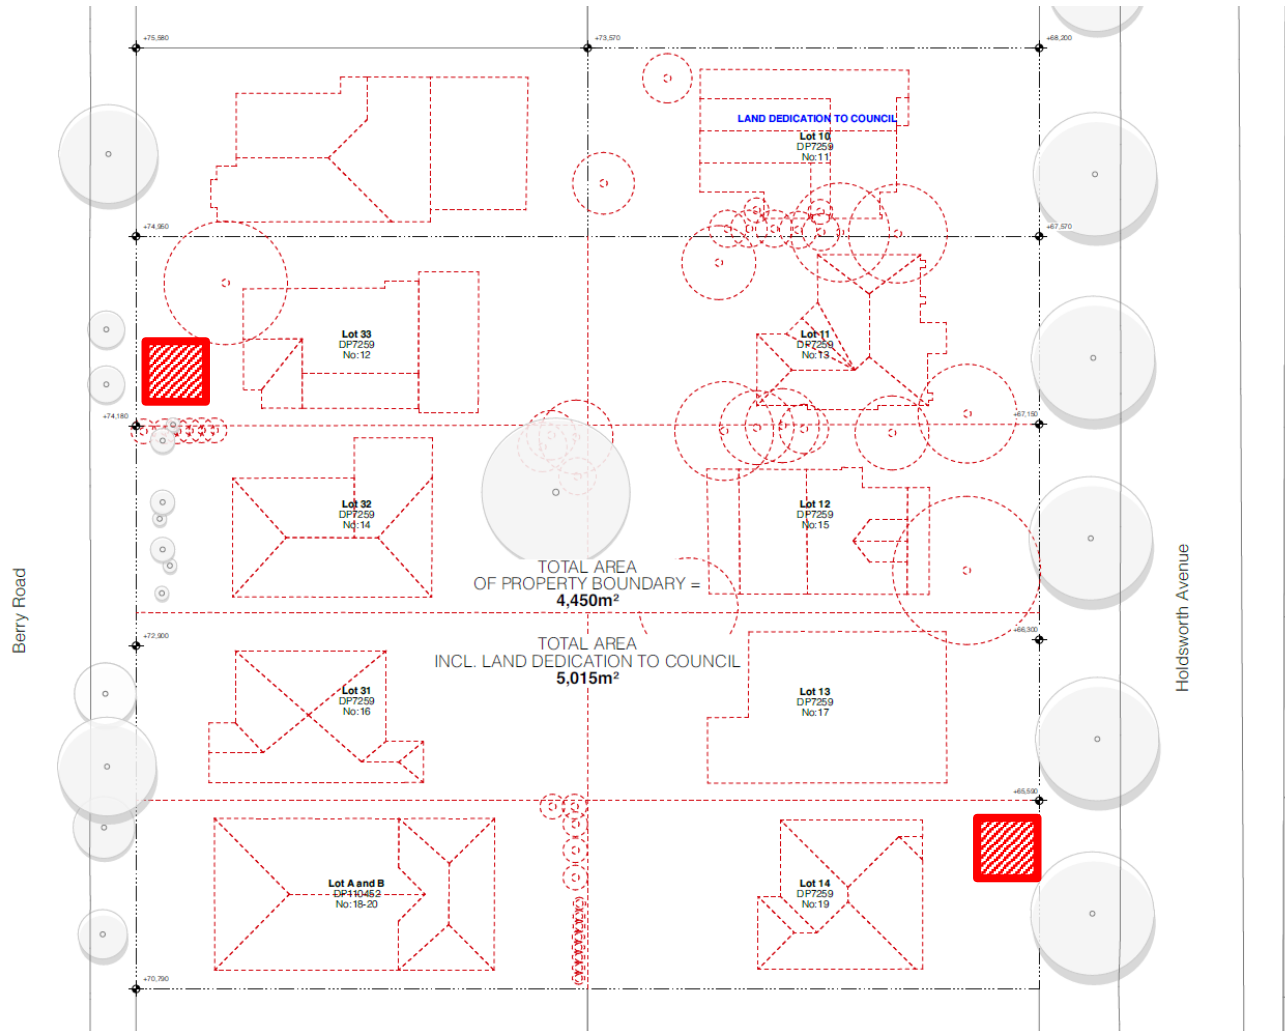 +75,580
+73,570
+68,200
LAND DEDICATION TO COUNCIL
Lot 10
DP7259
No:11
+74,950
+67,570
Lot 33
DP7259
No:12
Lot 11
DP7259
No:13
+74,180
+67,150
Lot 32
DP7259
No:14
Lot 12
DP7259
No:15
TOTAL AREA
OF PROPERTY BOUNDARY =
4,450m²
Berry Road
Holdsworth Avenue
+72,900
+66,300
TOTAL AREA
INCL. LAND DEDICATION TO COUNCIL
5,015m²
Lot 31
DP7259
No:16
Lot 13
DP7259
No:17
+65,590
Lot A and B
DP110452
No:18-20
Lot 14
DP7259
No:19
+70,790